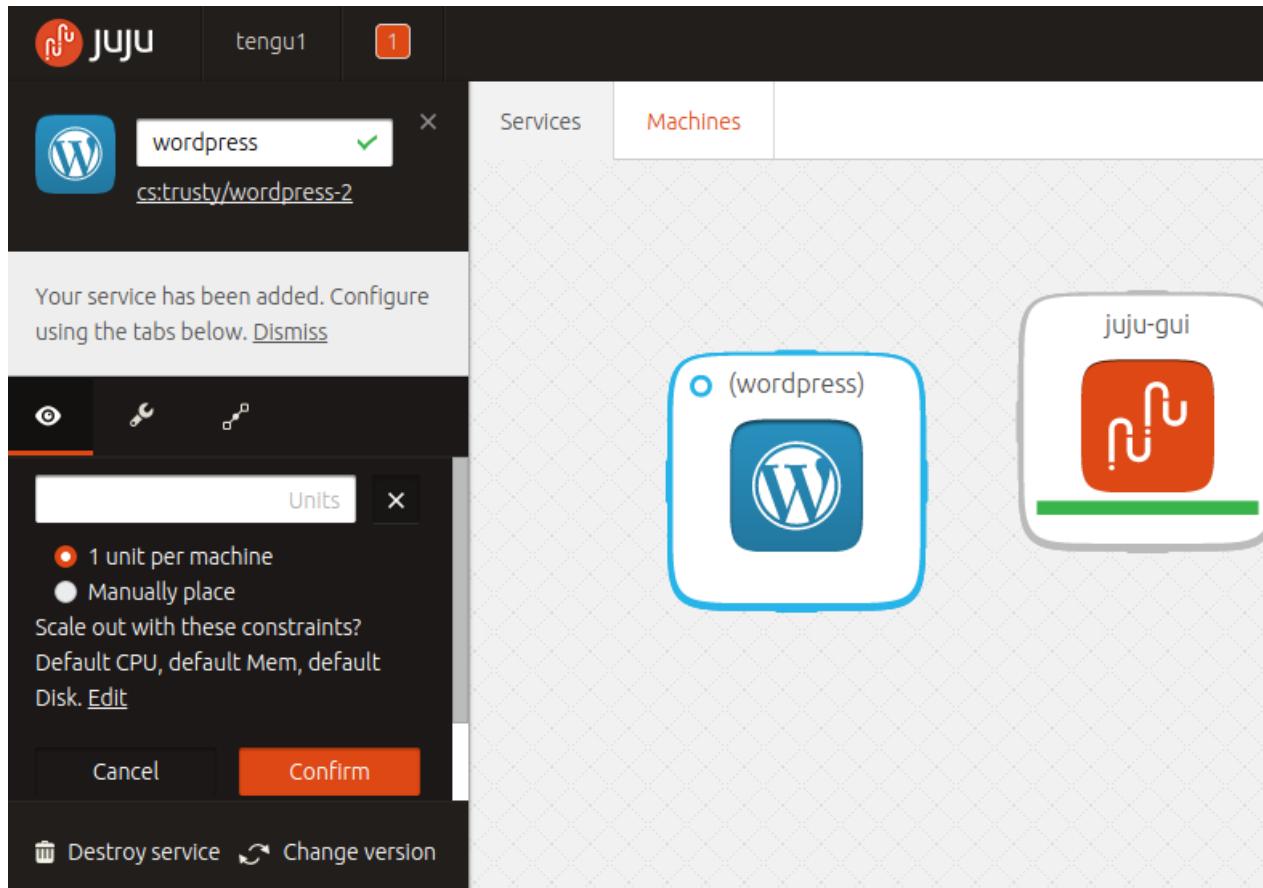 juju
tengu1
1
wordpress
cs:trusty/wordpress-2
Your service has been added. Configure
using the tabs below. Dismiss
Units
1 unit per machine
Manually place
Scale out with these constraints?
Default CPU, default Mem, default
Disk. Edit
Cancel
Confirm
Destroy service
Change version
Services
Machines
(wordpress)
juju-gui